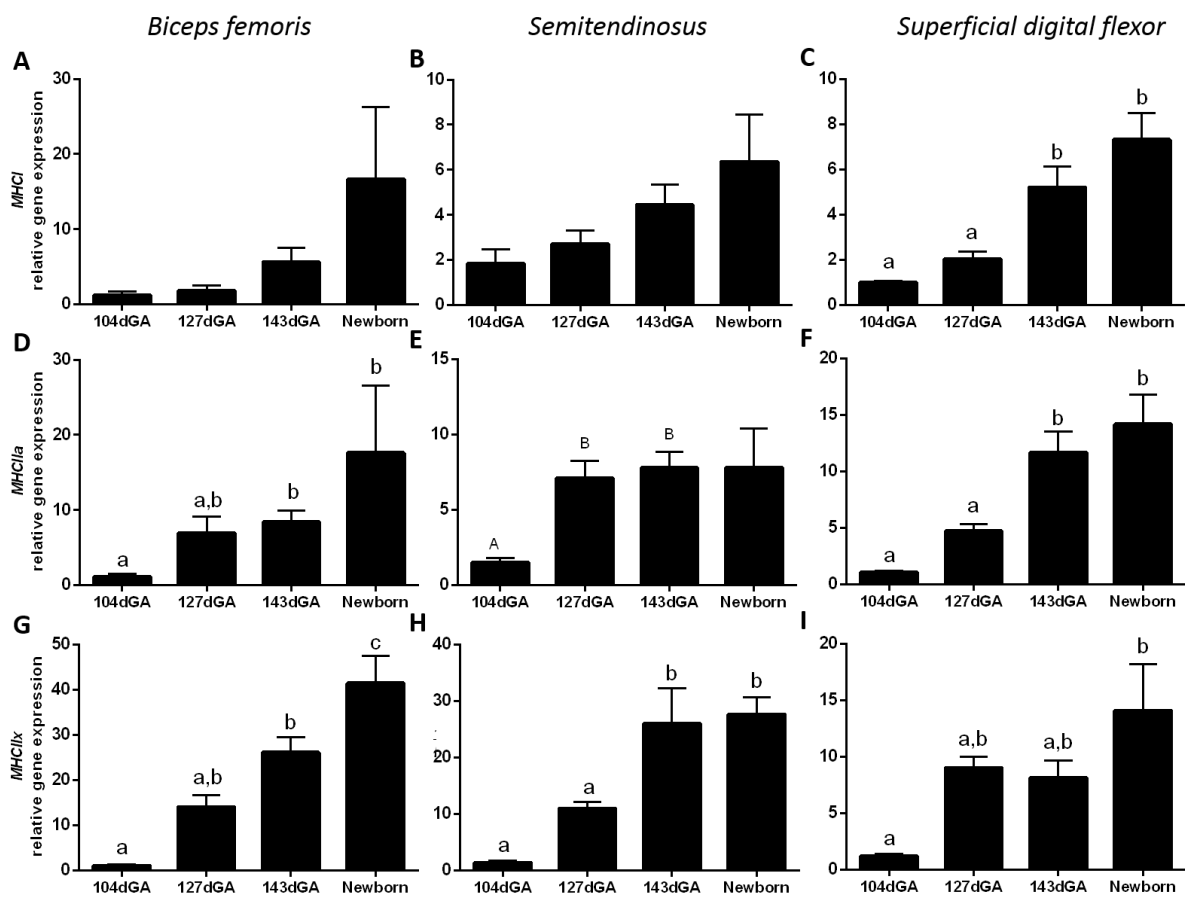 Biceps femoris
Semitendinosus
Superficial digital flexor
A
B
C
MHCI
relative gene expression
30
20
10
0
104dGA 127dGA 143dGA Newborn
10
8
6
4
2
0
104dGA 127dGA 143dGA Newborn
10
8
6
4
2
0
a
a
b
b
104dGA 127dGA 143dGA Newborn
D
E
F
MHCIIa
relative gene expression
30
20
10
0
a
a,b
b
b
104dGA 127dGA 143dGA Newborn
15
10
5
0
A
B
B
104dGA 127dGA 143dGA Newborn
20
15
10
5
0
a
a
b
b
104dGA 127dGA 143dGA Newborn
G
H
I
MHCIIx
relative gene expression
50
40
30
20
10
0
a
a,b
b
c
104dGA 127dGA 143dGA Newborn
40
30
20
10
0
a
a
b
b
104dGA 127dGA 143dGA Newborn
20
15
10
5
0
a
a,b
a,b
b
104dGA 127dGA 143dGA Newborn